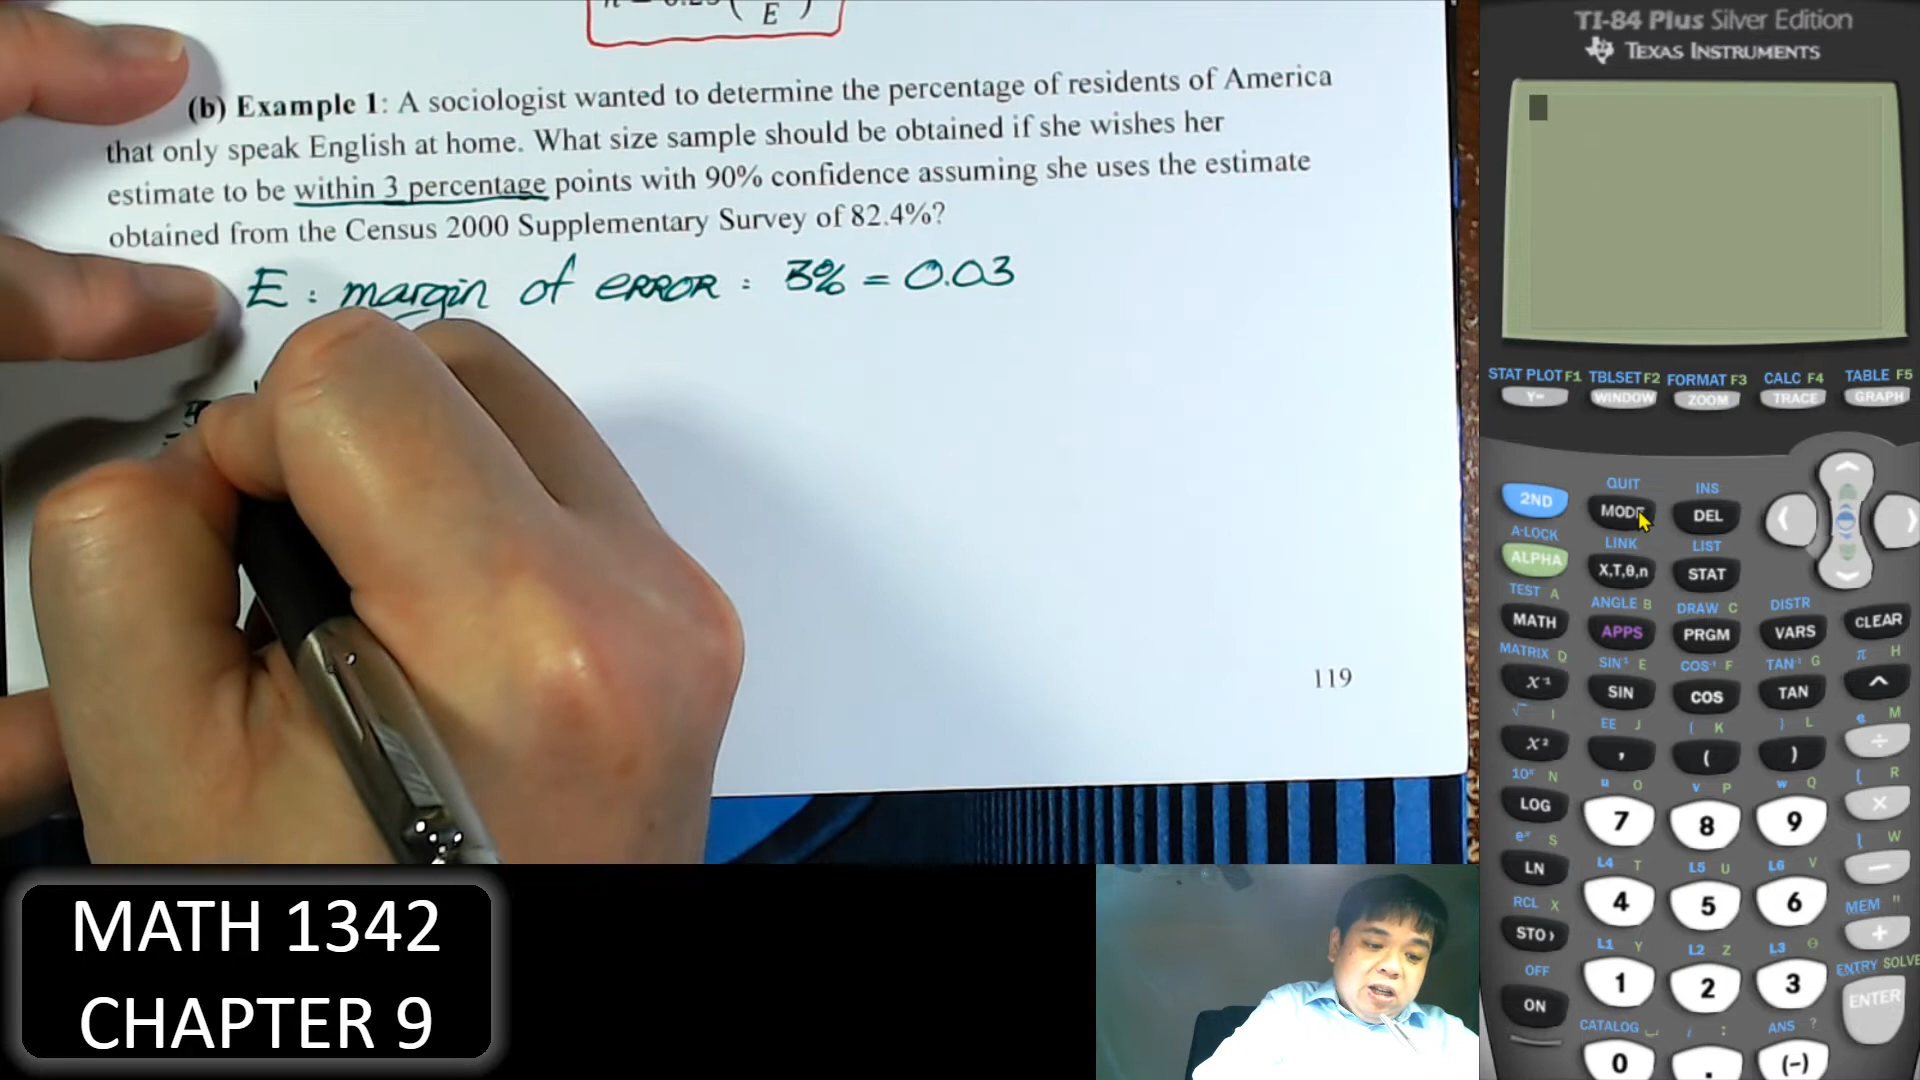 E
(b) Example 1: A sociologist wanted to determine the percentage of residents of America
that only speak English at home. What size sample should be obtained if she wishes her
estimate to be within 3 percentage points with 90% confidence assuming she uses the estimate
obtained from the Census 2000 Supplementary Survey of 82.4%?
E : margin of ERROR : 3% = 0.03
119
MATH 1342
CHAPTER 9
TI-84 Plus Silver Edition
TEXAS INSTRUMENTS
STAT PLOT F1 TBLSET F2 FORMAT F3 CALC F4 TABLE F5
Y= WINDOW ZOOM TRACE GRAPH
QUIT INS
2ND MODE DEL
A-LOCK LINK LIST
ALPHA X,T,θ,n STAT
TEST A ANGLE B DRAW C DISTR
MATH APPS PRGM VARS CLEAR
MATRIX D SIN⁻¹ E COS⁻¹ F TAN⁻¹ G π H
X⁻¹ SIN COS TAN ^
√ I EE J { K } L e M
X² , ( ) ÷
10ˣ N u O v P w Q [ R
LOG 7 8 9 ×
eˣ S L4 T L5 U L6 V ] W
LN 4 5 6 −
RCL X L1 Y L2 Z L3 θ MEM "
STO› 1 2 3 +
OFF CATALOG i : ANS ? ENTRY SOLVE
ON 0 . (-) ENTER